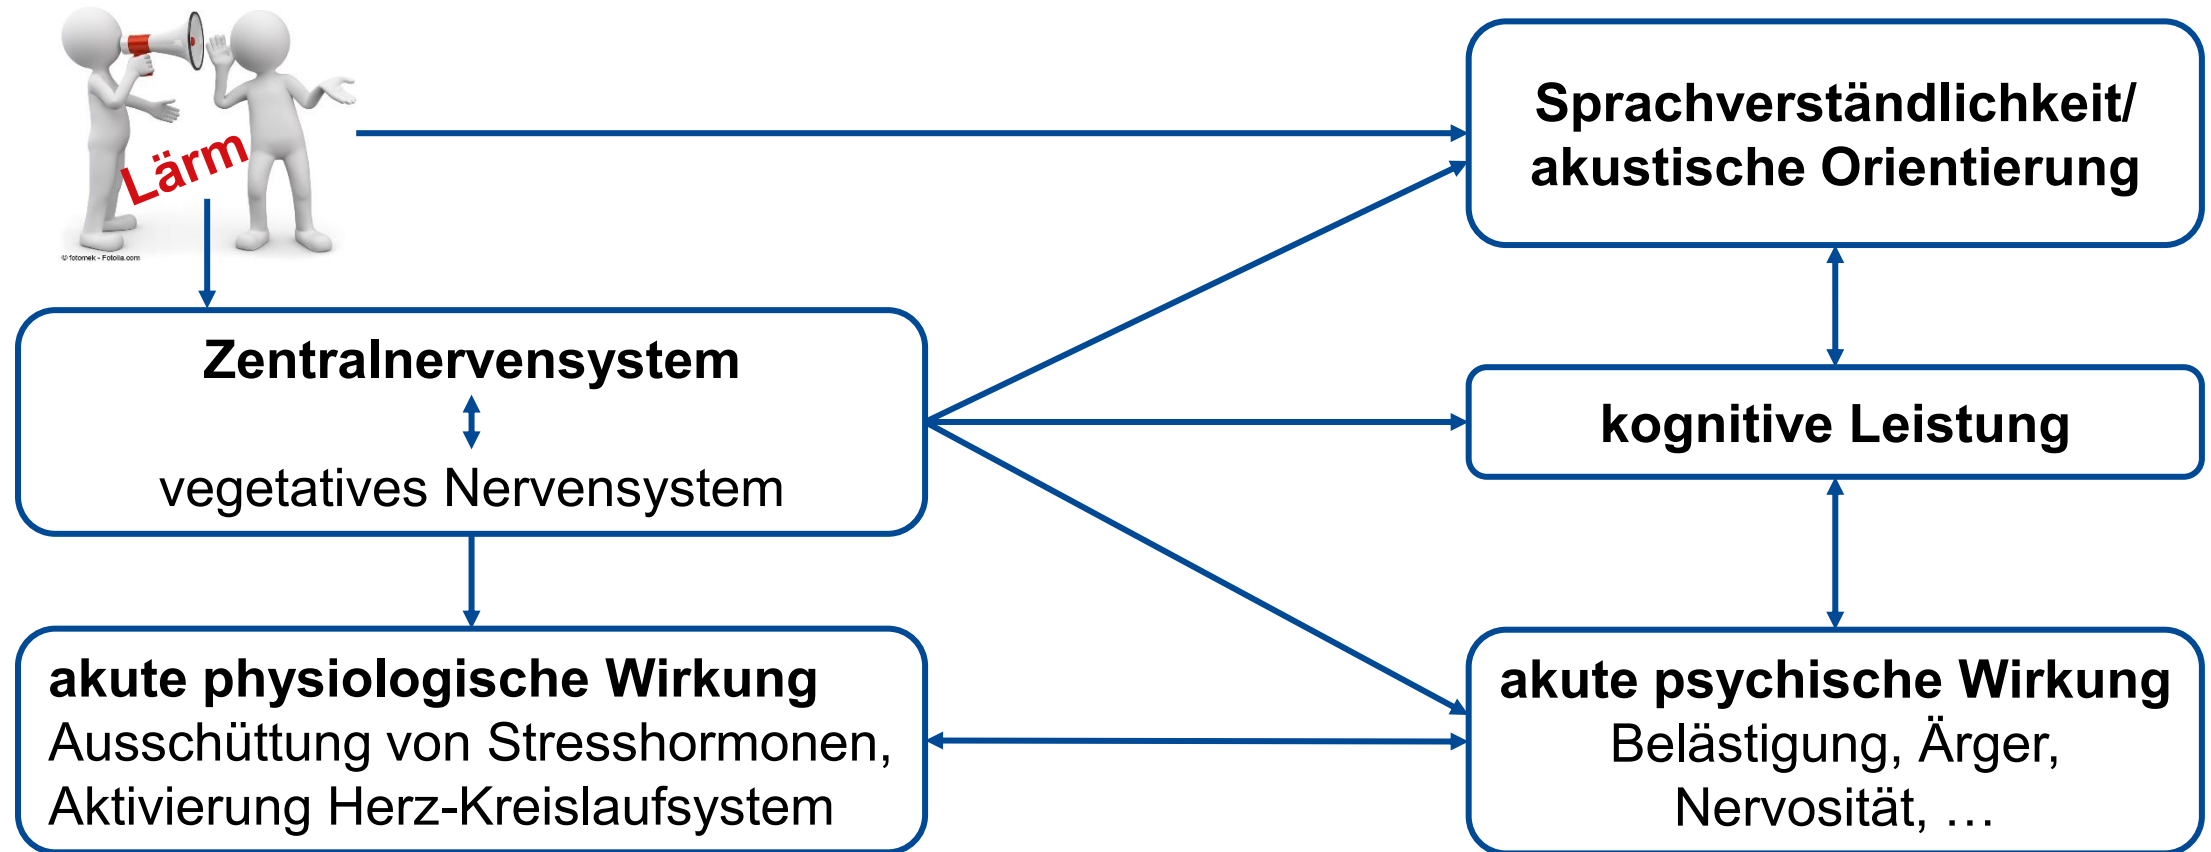 Lärm
© fotomek - Fotolia.com
Sprachverständlichkeit/
akustische Orientierung
Zentralnervensystem
vegetatives Nervensystem
kognitive Leistung
akute physiologische Wirkung
Ausschüttung von Stresshormonen,
Aktivierung Herz-Kreislaufsystem
akute psychische Wirkung
Belästigung, Ärger,
Nervosität, …